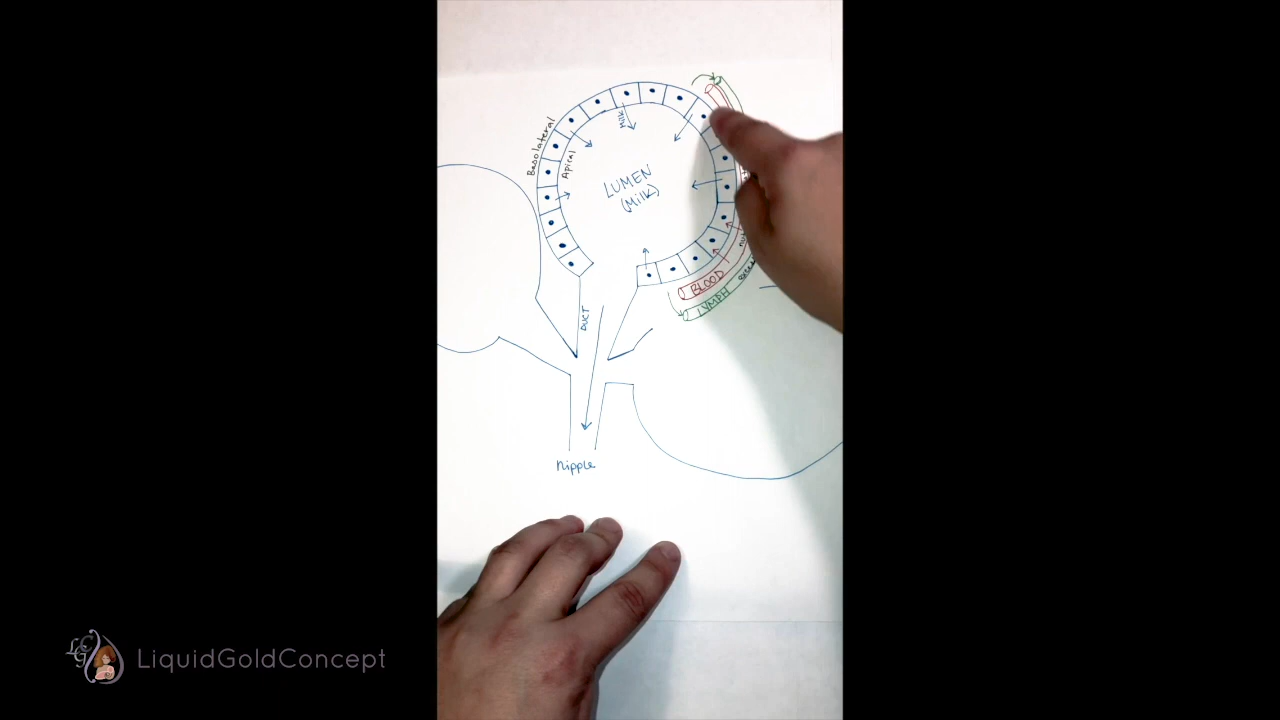 Basolateral
Apical
Milk
LUMEN
(Milk)
BLOOD
LYMPH
DUCT
nipple
LiquidGoldConcept